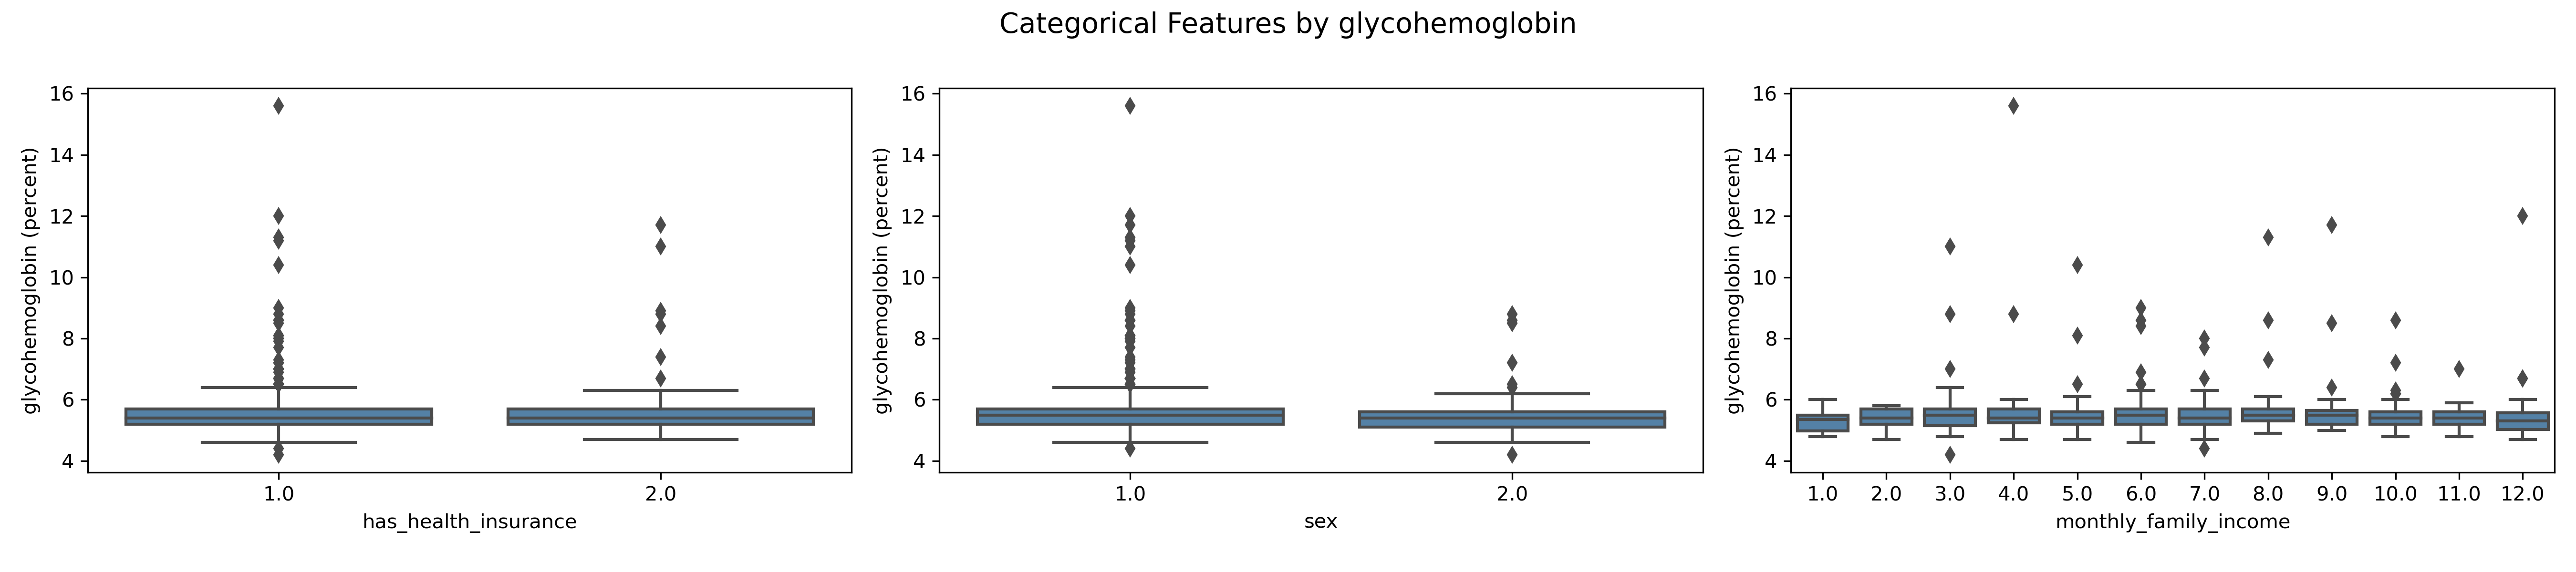 Categorical Features by glycohemoglobin
glycohemoglobin (percent)
16
14
12
10
8
6
4
1.0 2.0
has_health_insurance
glycohemoglobin (percent)
16
14
12
10
8
6
4
1.0 2.0
sex
glycohemoglobin (percent)
16
14
12
10
8
6
4
1.0 2.0 3.0 4.0 5.0 6.0 7.0 8.0 9.0 10.0 11.0 12.0
monthly_family_income